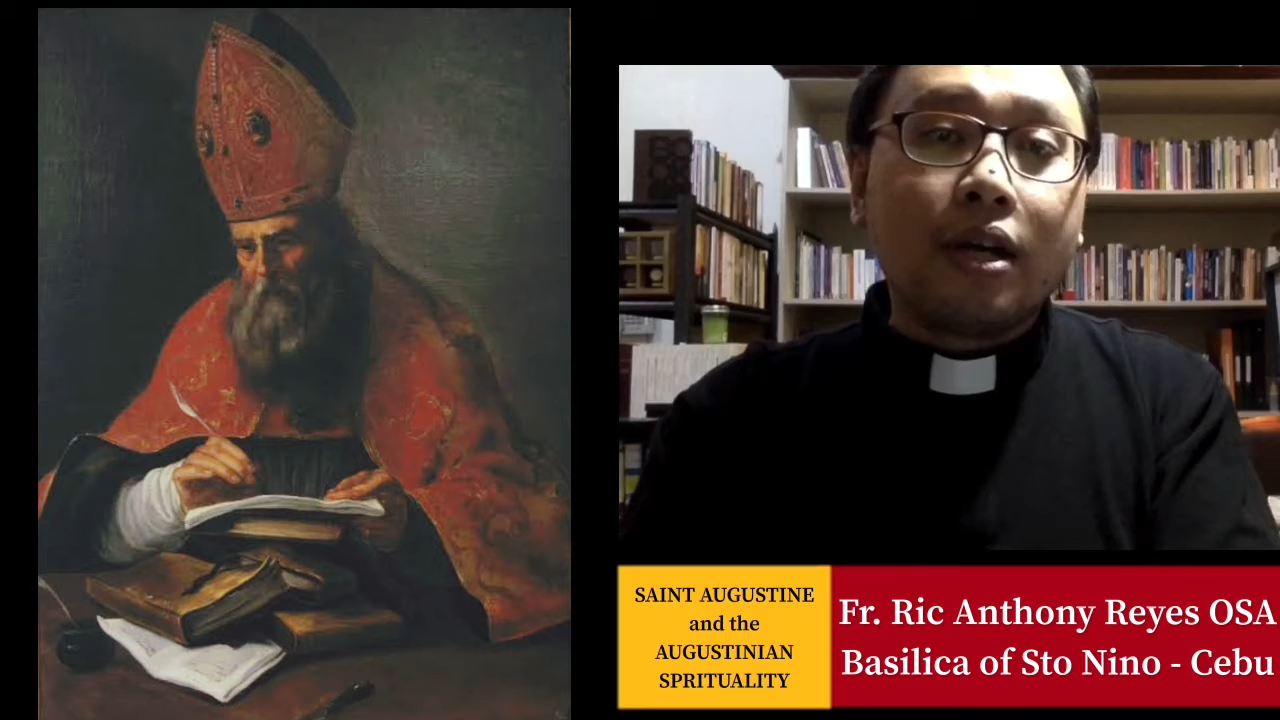 SAINT AUGUSTINE
and the
AUGUSTINIAN
SPRITUALITY
Fr. Ric Anthony Reyes OSA
Basilica of Sto Nino - Cebu